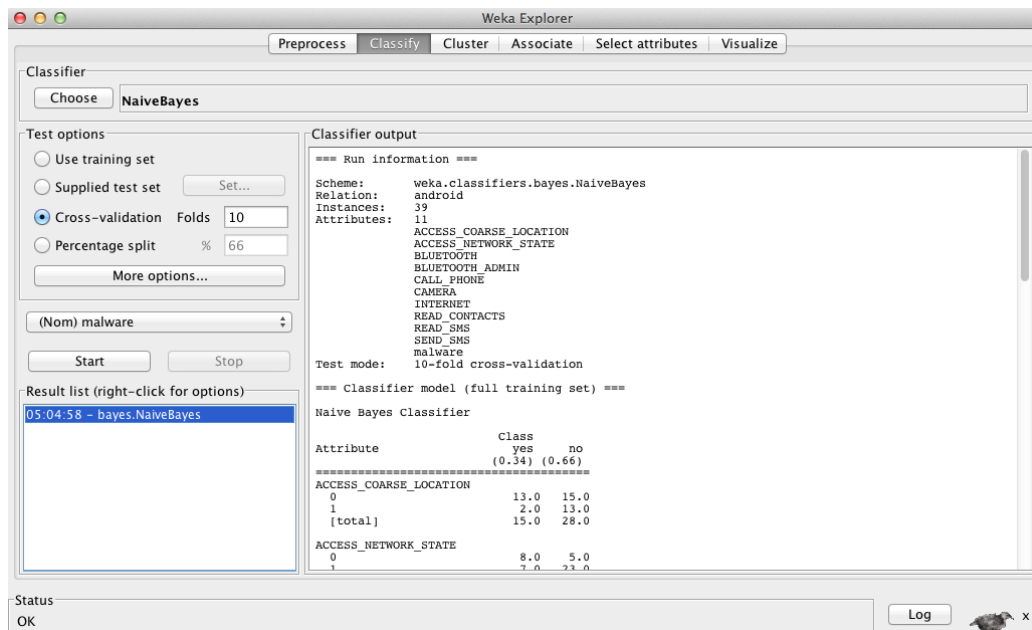 Weka Explorer
Preprocess Classify Cluster Associate Select attributes Visualize
Classifier
Choose NaiveBayes
Test options
Use training set
Supplied test set Set...
Cross-validation Folds 10
Percentage split % 66
More options...
(Nom) malware
Start Stop
Result list (right-click for options)
05:04:58 - bayes.NaiveBayes
Classifier output
=== Run information ===
Scheme: weka.classifiers.bayes.NaiveBayes
Relation: android
Instances: 39
Attributes: 11
ACCESS_COARSE_LOCATION
ACCESS_NETWORK_STATE
BLUETOOTH
BLUETOOTH_ADMIN
CALL_PHONE
CAMERA
INTERNET
READ_CONTACTS
READ_SMS
SEND_SMS
malware
Test mode: 10-fold cross-validation
=== Classifier model (full training set) ===
Naive Bayes Classifier
Class
Attribute yes no
(0.34) (0.66)
========================================
ACCESS_COARSE_LOCATION
0 13.0 15.0
1 2.0 13.0
[total] 15.0 28.0
ACCESS_NETWORK_STATE
0 8.0 5.0
1 7.0 23.0
Status
OK
Log x